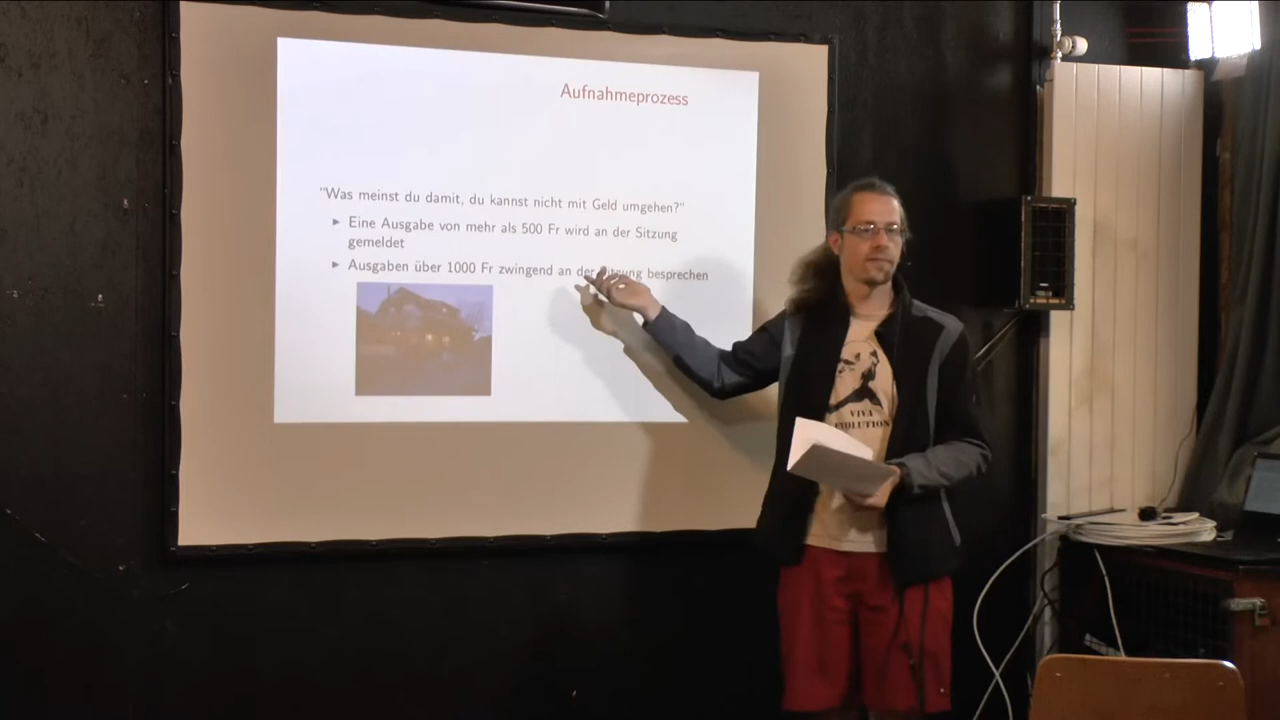 Aufnahmeprozess
"Was meinst du damit, du kannst nicht mit Geld umgehen?"
▶ Eine Ausgabe von mehr als 500 Fr wird an der Sitzung
gemeldet
▶ Ausgaben über 1000 Fr zwingend an der Sitzung besprechen
VIVA
EVOLUTION